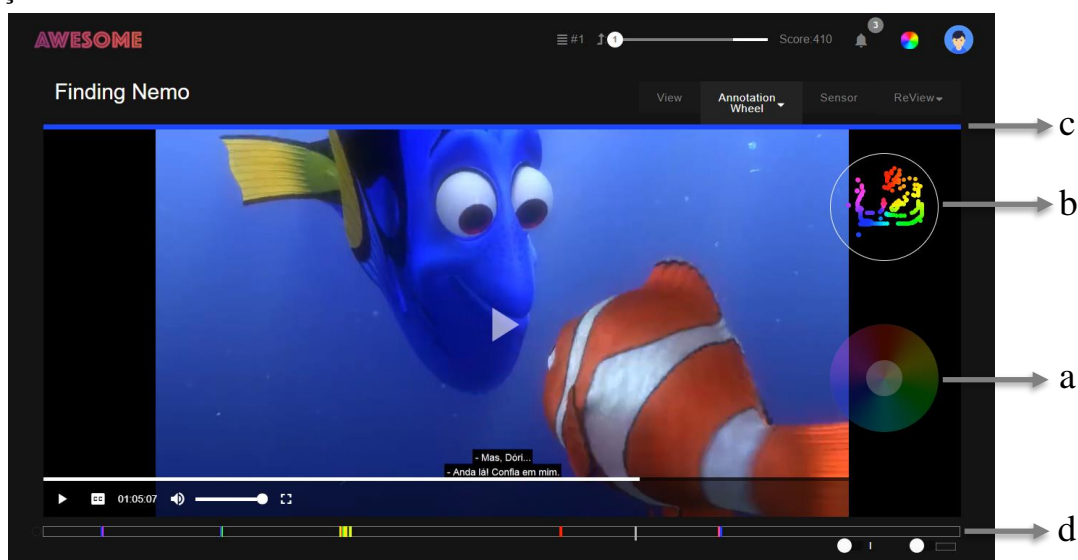 AWESOME
#1
1
Score:410
3
Finding Nemo
View
Annotation
Wheel
Sensor
ReView
c
b
a
- Mas, Dóri...
- Anda lá! Confia em mim.
CC
01:05:07
d